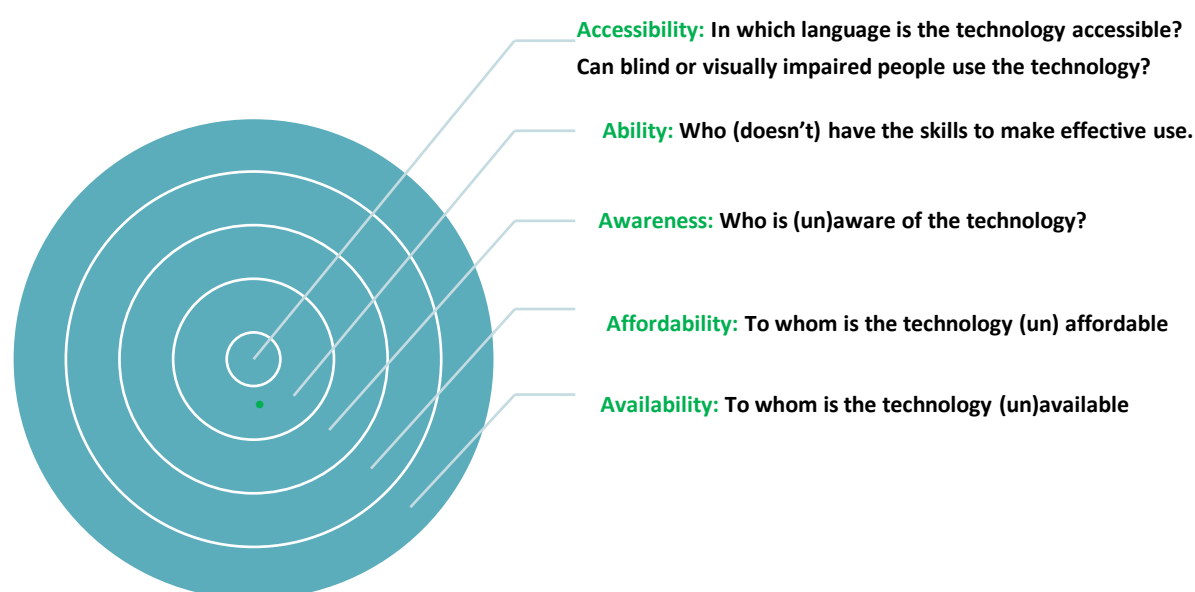 Accessibility: In which language is the technology accessible?
Can blind or visually impaired people use the technology?
Ability: Who (doesn’t) have the skills to make effective use.
Awareness: Who is (un)aware of the technology?
Affordability: To whom is the technology (un) affordable
Availability: To whom is the technology (un)available